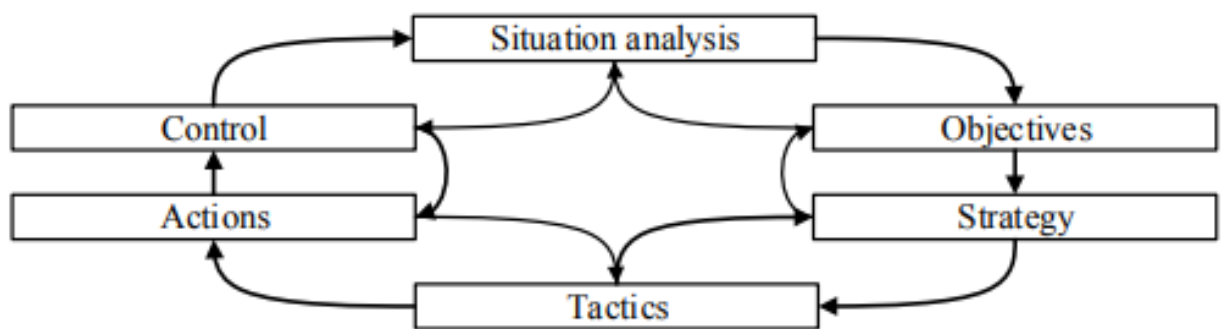 Situation analysis
Control
Objectives
Actions
Strategy
Tactics